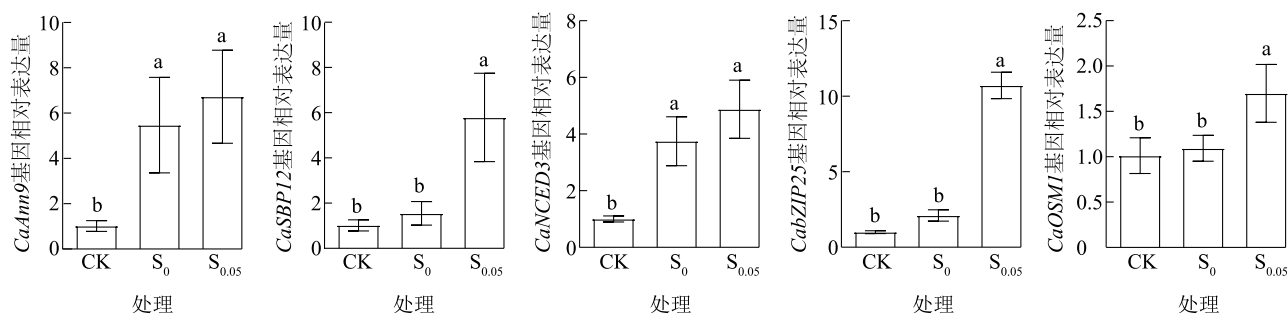 CaAnn9基因相对表达量
10
8
6
4
2
0
a
a
b
CK S0 S0.05
处理
CaSBP12基因相对表达量
10
8
6
4
2
0
a
b
b
CK S0 S0.05
处理
CaNCED3基因相对表达量
8
6
4
2
0
a
a
b
CK S0 S0.05
处理
CabZIP25基因相对表达量
15
10
5
0
a
b
b
CK S0 S0.05
处理
CaOSM1基因相对表达量
2.5
2.0
1.5
1.0
0.5
0
a
b
b
CK S0 S0.05
处理